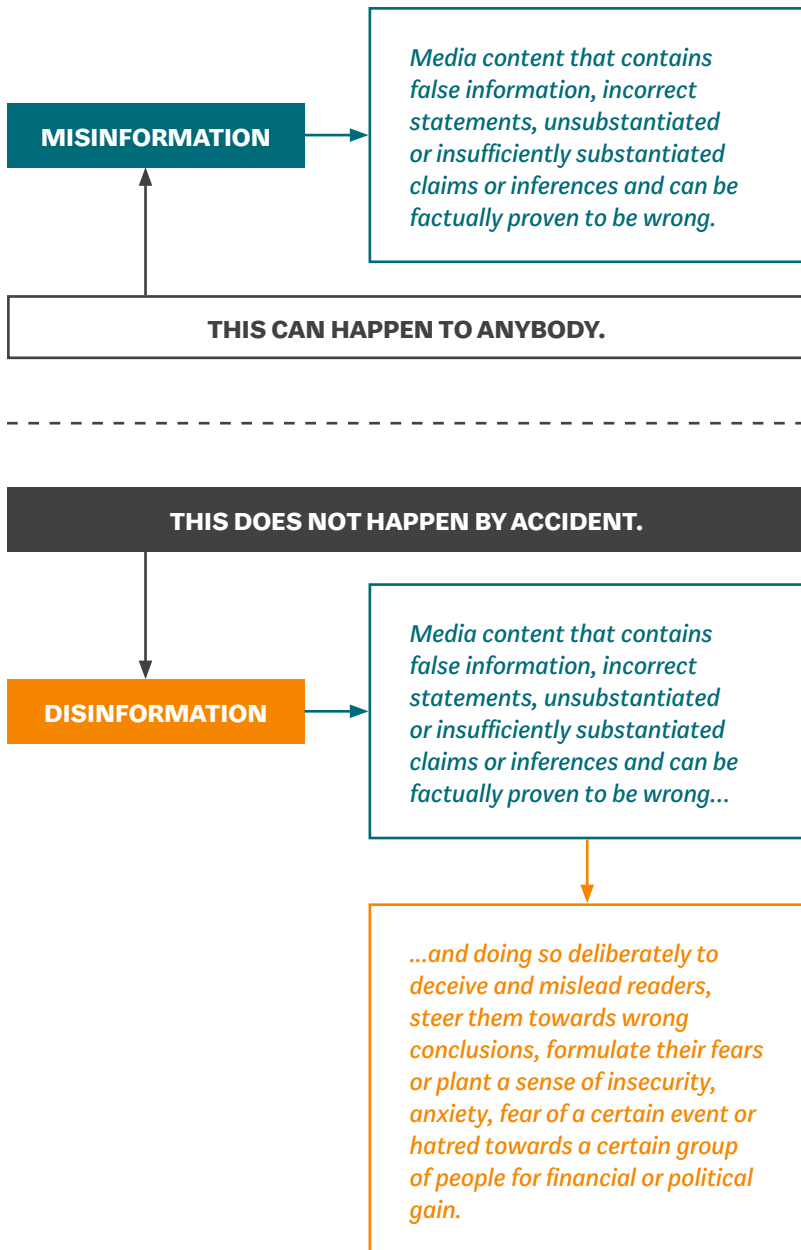 Media content that contains
false information, incorrect
statements, unsubstantiated
or insufficiently substantiated
claims or inferences and can be
factually proven to be wrong.
MISINFORMATION
THIS CAN HAPPEN TO ANYBODY.
THIS DOES NOT HAPPEN BY ACCIDENT.
Media content that contains
false information, incorrect
statements, unsubstantiated
or insufficiently substantiated
claims or inferences and can be
factually proven to be wrong...
DISINFORMATION
...and doing so deliberately to
deceive and mislead readers,
steer them towards wrong
conclusions, formulate their fears
or plant a sense of insecurity,
anxiety, fear of a certain event or
hatred towards a certain group
of people for financial or political
gain.